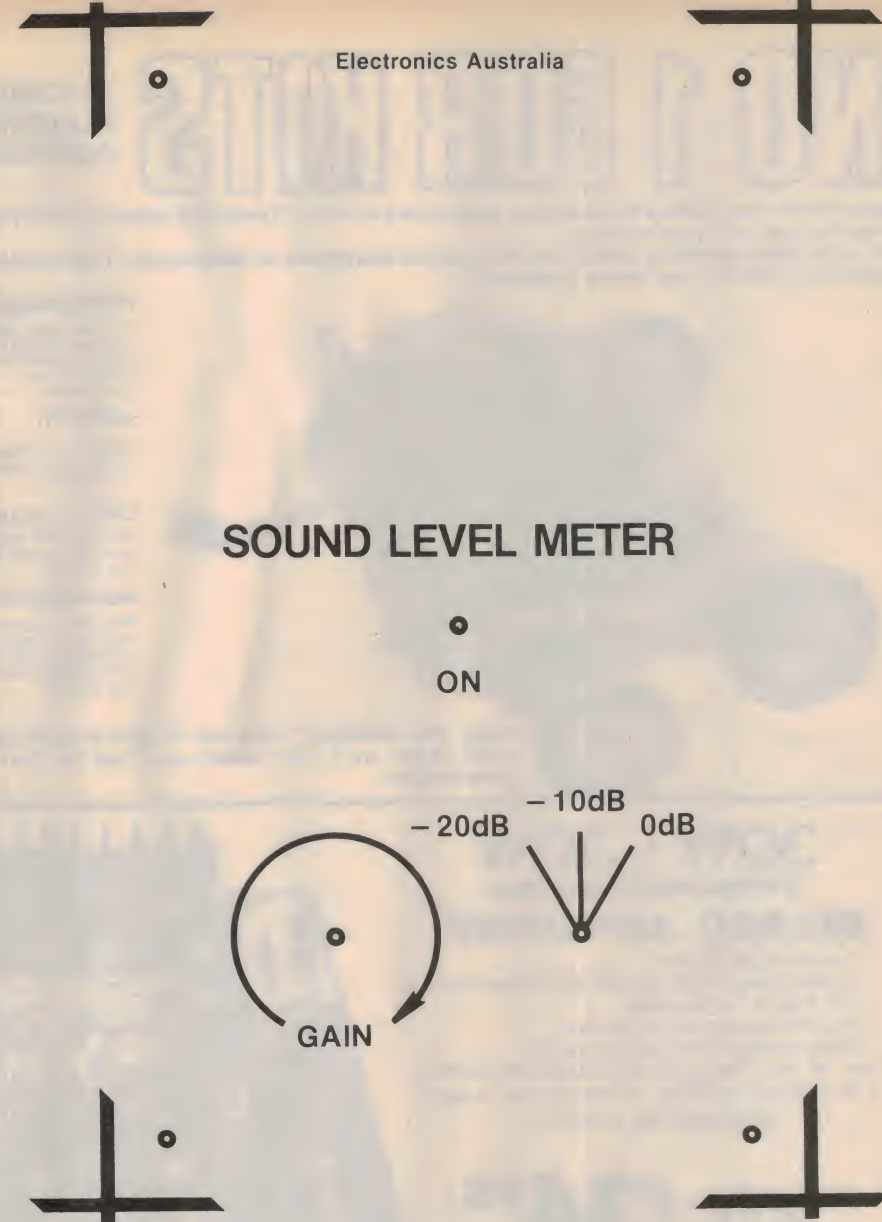 Electronics Australia
SOUND LEVEL METER
ON
– 20dB – 10dB 0dB
GAIN